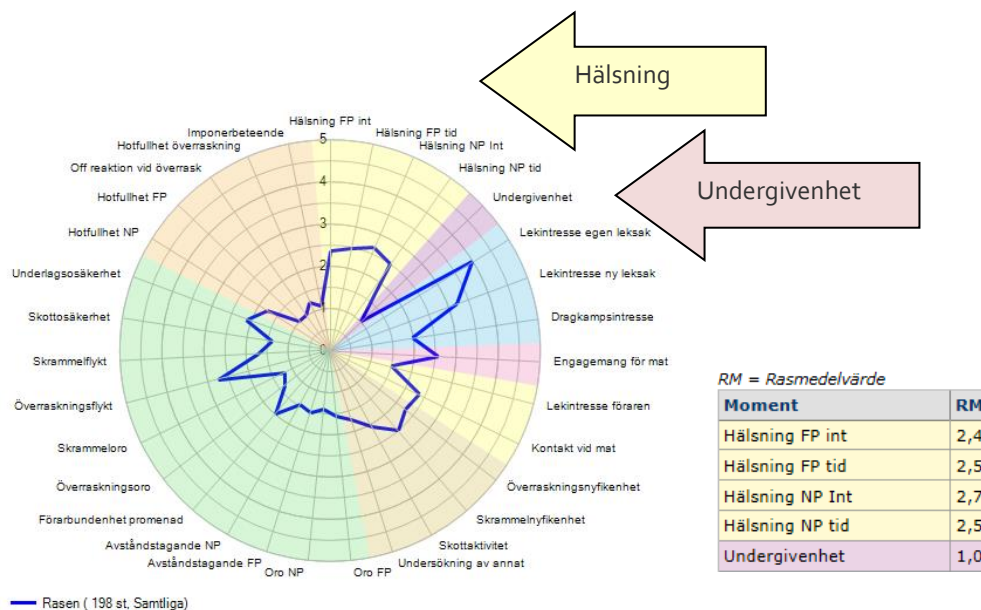 Hälsning
Undergivenhet
Hälsning FP int
Hälsning FP tid
Hälsning NP Int
Hälsning NP tid
Undergivenhet
Lekintresse egen leksak
Lekintresse ny leksak
Dragkampsintresse
Engagemang för mat
Lekintresse föraren
Kontakt vid mat
Överraskningsnyfikenhet
Skrammelnyfikenhet
Skottaktivitet
Undersökning av annat
Oro FP
Oro NP
Avståndstagande FP
Avståndstagande NP
Förarbundenhet promenad
Överraskningsoro
Skrammeloro
Överraskningsflykt
Skrammelflykt
Skottosäkerhet
Underlagsosäkerhet
Hotfullhet NP
Hotfullhet FP
Off reaktion vid överrask
Hotfullhet överraskning
Imponerbeteende
5
4
3
2
1
0
RM = Rasmedelvärde
Moment RM
Hälsning FP int 2,4
Hälsning FP tid 2,5
Hälsning NP Int 2,7
Hälsning NP tid 2,5
Undergivenhet 1,0
Rasen ( 198 st, Samtliga)